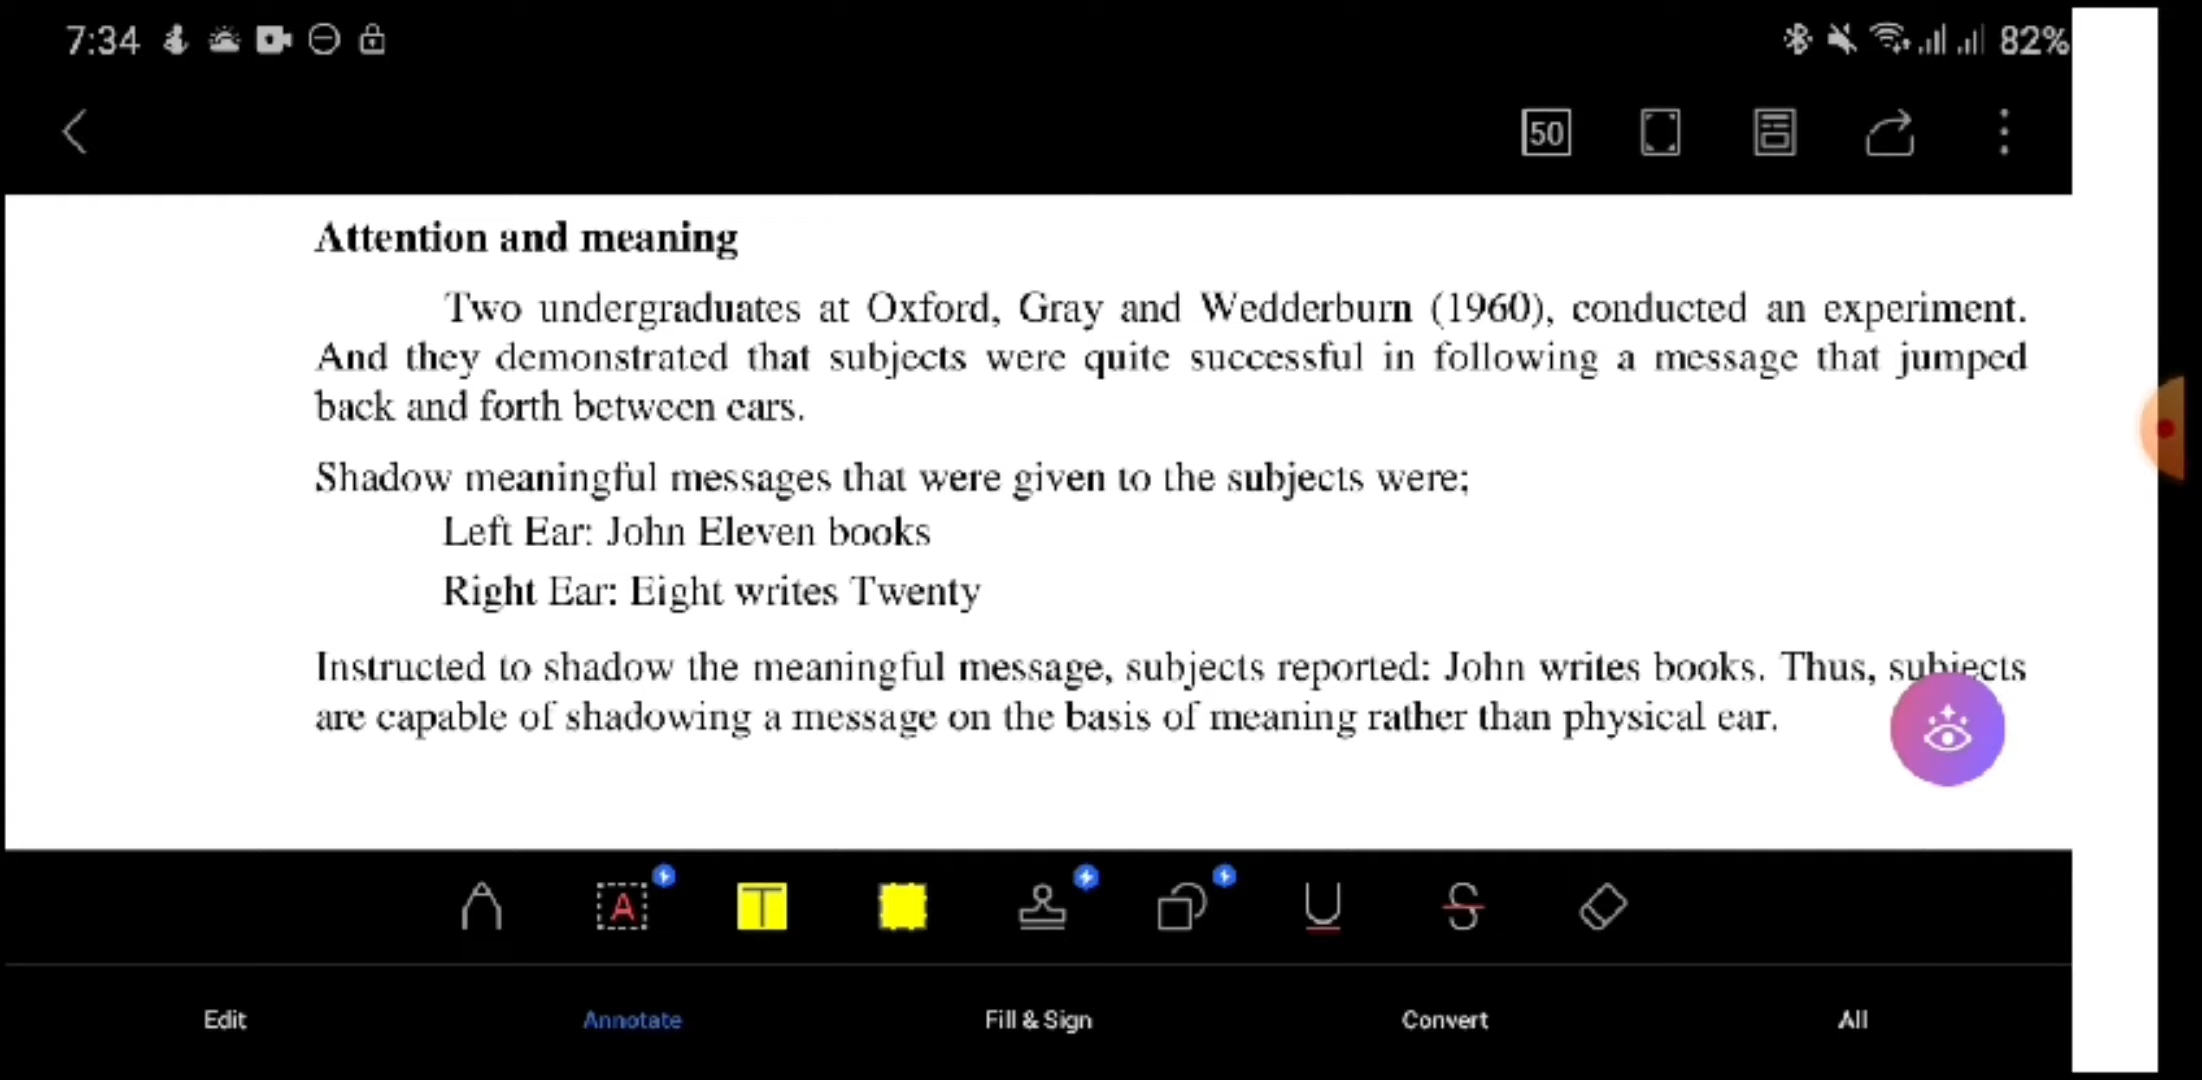 7:34 82%
50
Attention and meaning
Two undergraduates at Oxford, Gray and Wedderburn (1960), conducted an experiment.
And they demonstrated that subjects were quite successful in following a message that jumped
back and forth between ears.
Shadow meaningful messages that were given to the subjects were;
Left Ear: John Eleven books
Right Ear: Eight writes Twenty
Instructed to shadow the meaningful message, subjects reported: John writes books. Thus, subjects
are capable of shadowing a message on the basis of meaning rather than physical ear.
Edit Annotate Fill & Sign Convert All